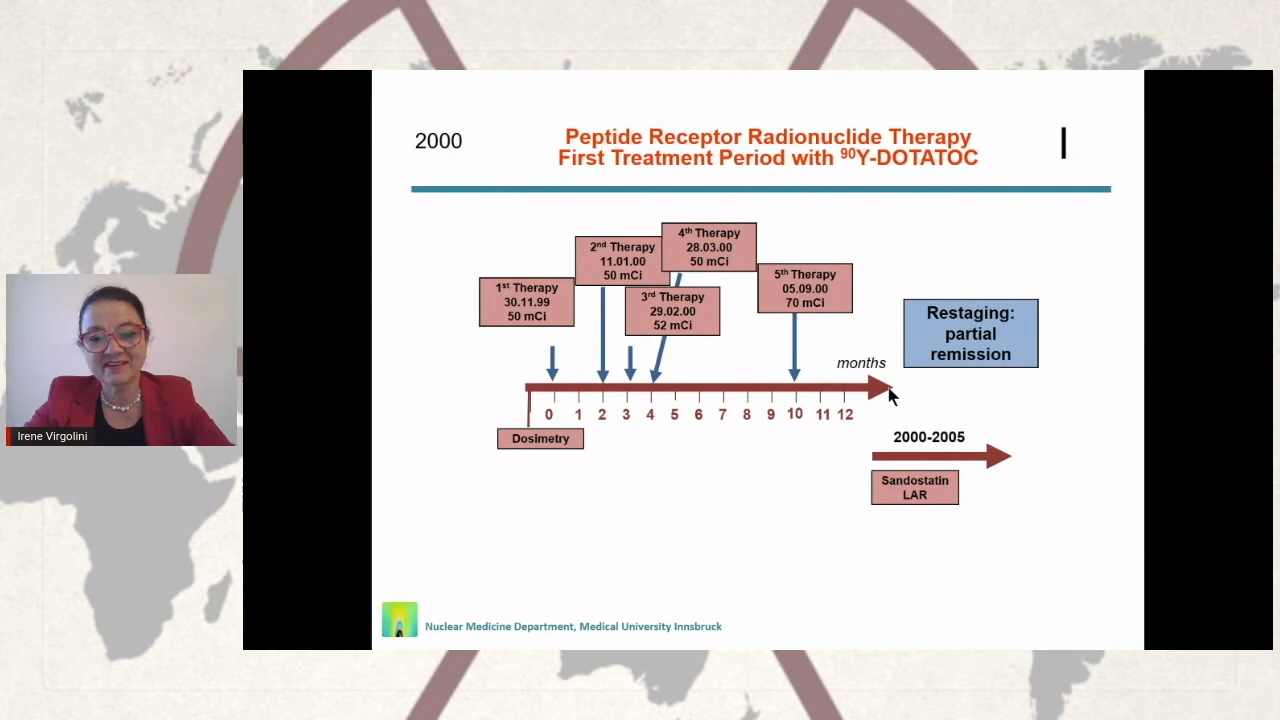 2000
Peptide Receptor Radionuclide Therapy
First Treatment Period with ⁹⁰Y-DOTATOC
I
4ᵗʰ Therapy
28.03.00
50 mCi
2ⁿᵈ Therapy
11.01.00
50 mCi
5ᵗʰ Therapy
05.09.00
70 mCi
1ˢᵗ Therapy
30.11.99
50 mCi
3ʳᵈ Therapy
29.02.00
52 mCi
Restaging:
partial
remission
months
0 1 2 3 4 5 6 7 8 9 10 11 12
Dosimetry
2000-2005
Sandostatin
LAR
Irene Virgolini
Nuclear Medicine Department, Medical University Innsbruck